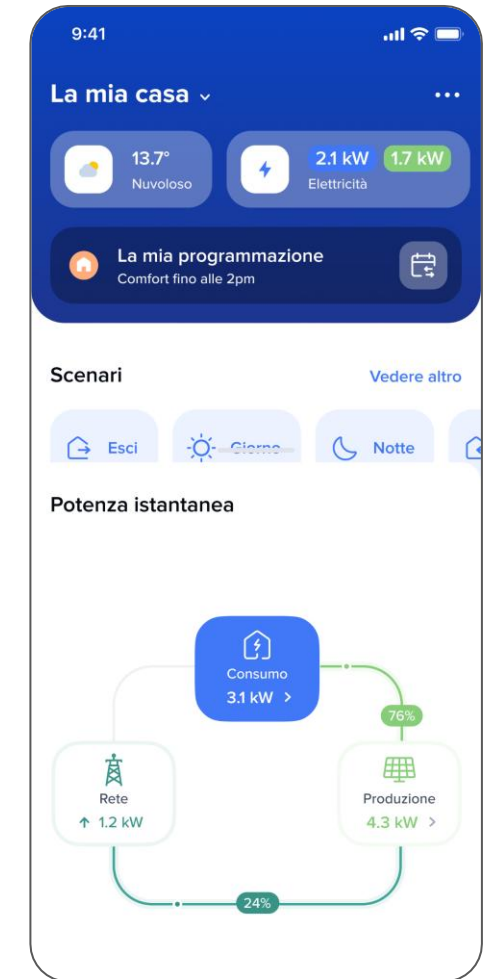 9:41
La mia casa
13.7°
Nuvoloso
2.1 kW 1.7 kW
Elettricità
La mia programmazione
Comfort fino alle 2pm
Scenari
Vedere altro
Esci
Giorno
Notte
Potenza istantanea
Consumo
3.1 kW >
76%
Rete
↑ 1.2 kW
Produzione
4.3 kW >
24%